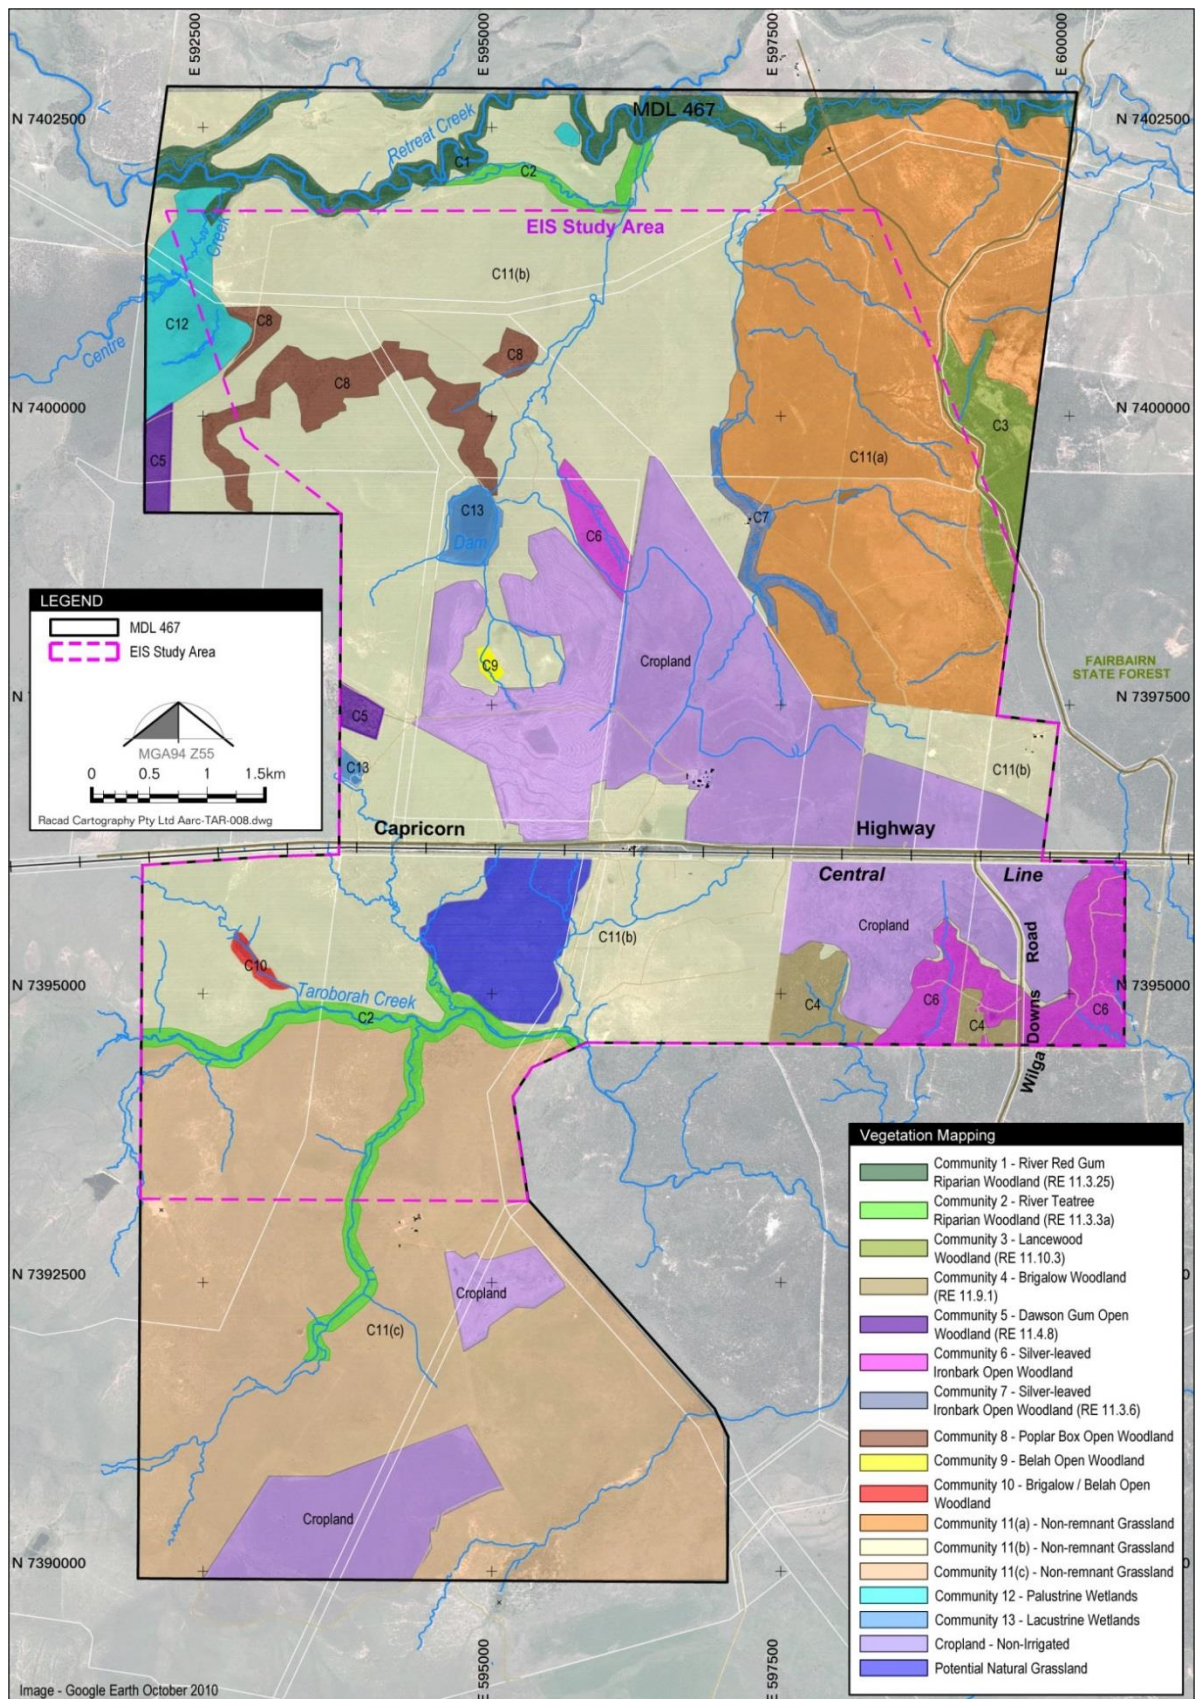 E 592500
E 595000
E 597500
E 600000
N 7402500
MDL 467
N 7402500
Retreat Creek
C1
C2
EIS Study Area
Creek
C11(b)
C12
C8
Centre
C8
C8
N 7400000
N 7400000
C3
C5
C11(a)
C13
C7
Dam
C6
LEGEND
MDL 467
EIS Study Area
MGA94 Z55
0 0.5 1 1.5km
Racad Cartography Pty Ltd Aarc-TAR-008.dwg
C9
Cropland
FAIRBAIRN
STATE FOREST
N 7397500
C5
C13
C11(b)
Capricorn Highway
Central Line
Cropland
C11(b)
C10
Taroborah Creek
N 7395000
C2
C4
C6
C4
C6
Wilga Downs Road
Cropland
N 7392500
C11(c)
Cropland
N 7390000
E 595000
E 597500
Vegetation Mapping
Community 1 - River Red Gum
Riparian Woodland (RE 11.3.25)
Community 2 - River Teatree
Riparian Woodland (RE 11.3.3a)
Community 3 - Lancewood
Woodland (RE 11.10.3)
Community 4 - Brigalow Woodland
(RE 11.9.1)
Community 5 - Dawson Gum Open
Woodland (RE 11.4.8)
Community 6 - Silver-leaved
Ironbark Open Woodland
Community 7 - Silver-leaved
Ironbark Open Woodland (RE 11.3.6)
Community 8 - Poplar Box Open Woodland
Community 9 - Belah Open Woodland
Community 10 - Brigalow / Belah Open
Woodland
Community 11(a) - Non-remnant Grassland
Community 11(b) - Non-remnant Grassland
Community 11(c) - Non-remnant Grassland
Community 12 - Palustrine Wetlands
Community 13 - Lacustrine Wetlands
Cropland - Non-Irrigated
Potential Natural Grassland
Image - Google Earth October 2010